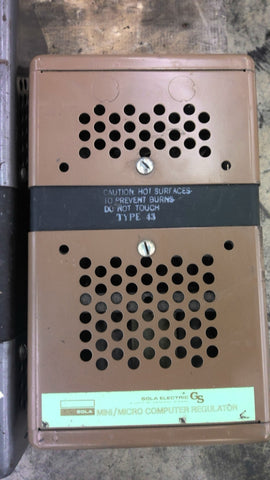 CAUTION HOT SURFACES
TO PREVENT BURNS
DO NOT TOUCH
TYPE 43
SOLA ELECTRIC GS
SOLA
MINI/MICRO COMPUTER REGULATOR